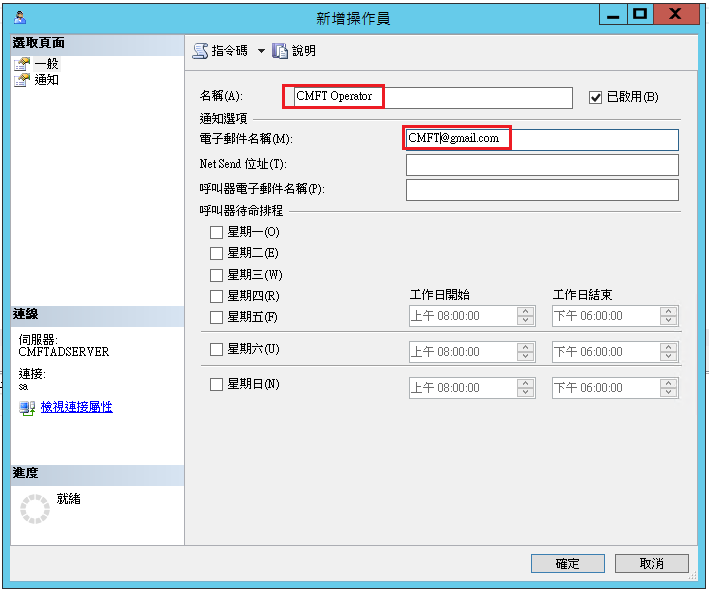 新增操作員
選取頁面
一般
通知
指令碼 說明
名稱(A): CMFT Operator 已啟用(B)
通知選項
電子郵件名稱(M): CMFT@gmail.com
Net Send 位址(T):
呼叫器電子郵件名稱(P):
呼叫器待命排程
星期一(O)
星期二(E)
星期三(W)
星期四(R) 工作日開始 工作日結束
星期五(F) 上午 08:00:00 下午 06:00:00
星期六(U) 上午 08:00:00 下午 06:00:00
星期日(N) 上午 08:00:00 下午 06:00:00
連線
伺服器:
CMFTADSERVER
連接:
sa
檢視連接屬性
進度
就緒
確定 取消